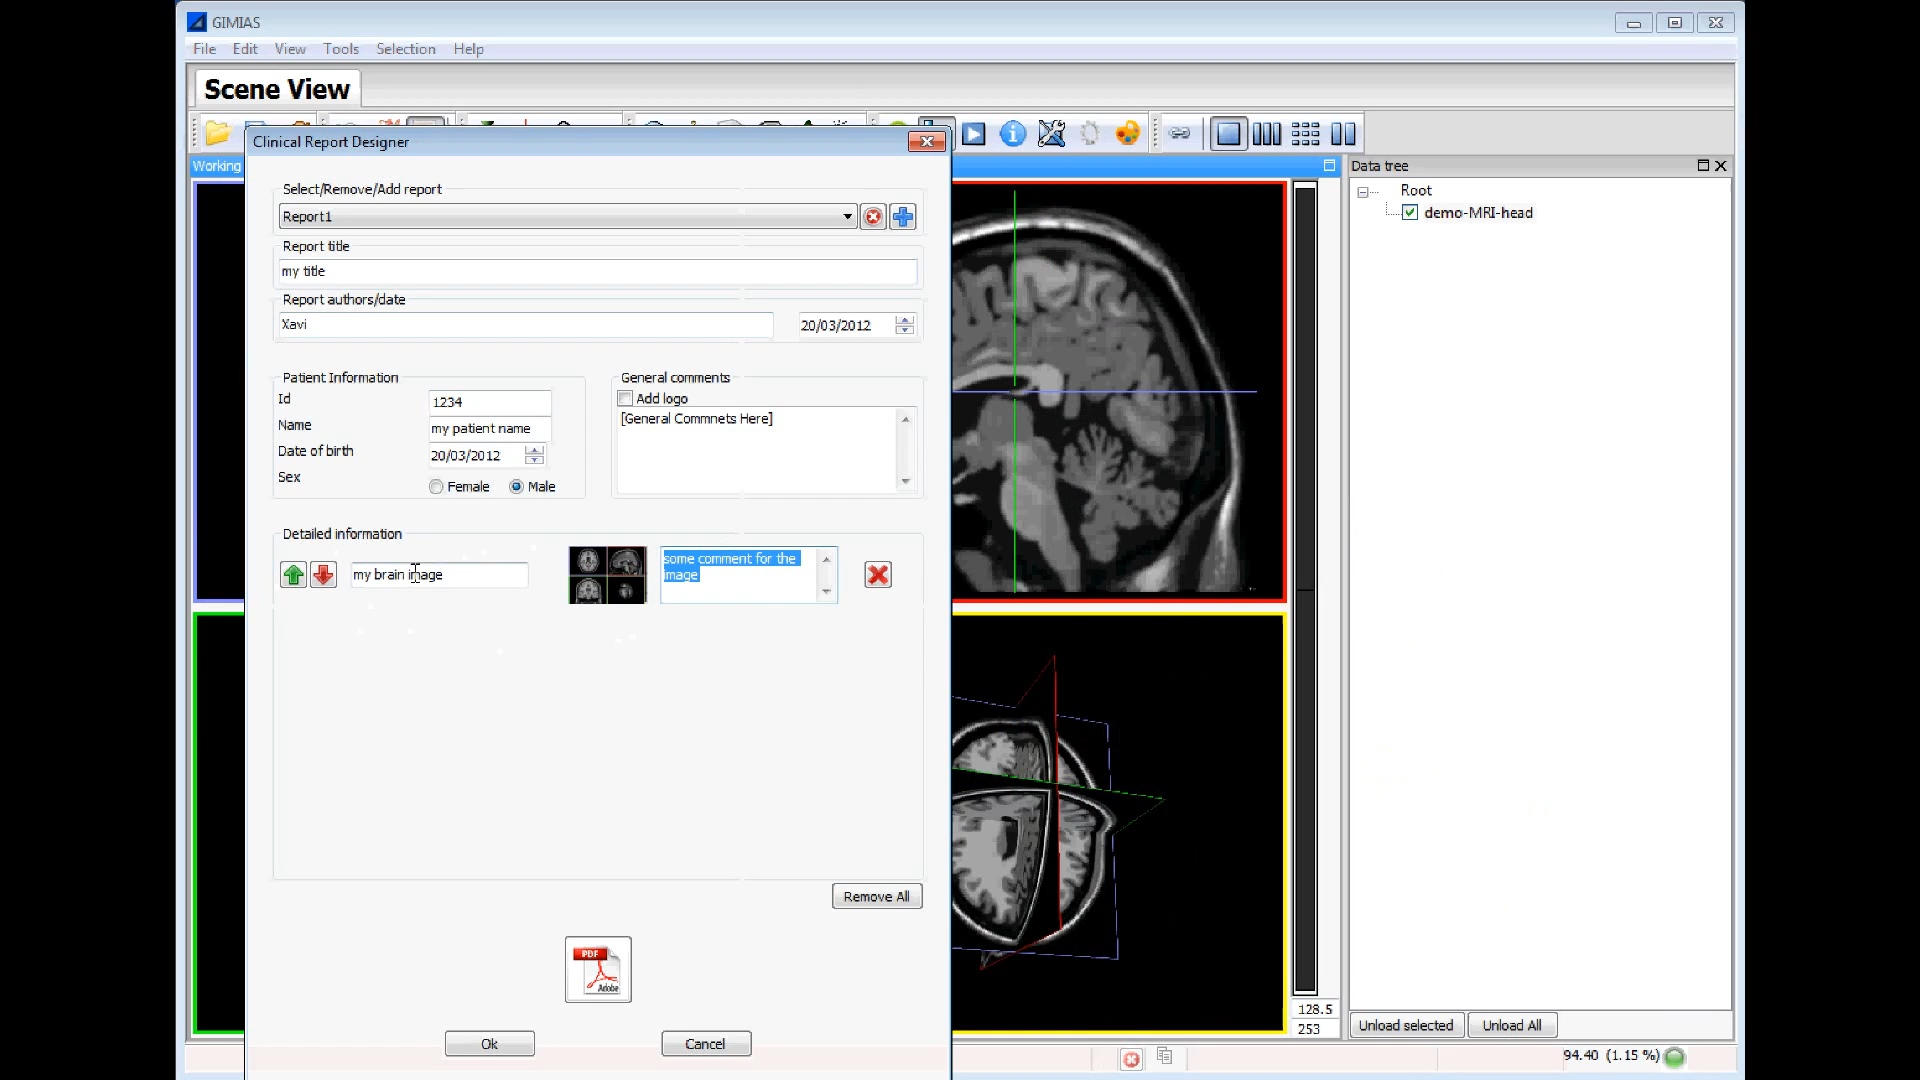 GIMIAS
File Edit View Tools Selection Help
Scene View
Working
Data tree
Root
demo-MRI-head
Clinical Report Designer
Select/Remove/Add report
Report1
Report title
my title
Report authors/date
Xavi
20/03/2012
Patient Information
Id
1234
Name
my patient name
Date of birth
20/03/2012
Sex
Female Male
General comments
Add logo
[General Commnets Here]
Detailed information
my brain image
some comment for the
image
Remove All
PDF
Adobe
Ok Cancel
128.5
253
Unload selected Unload All
94.40 (1.15 %)